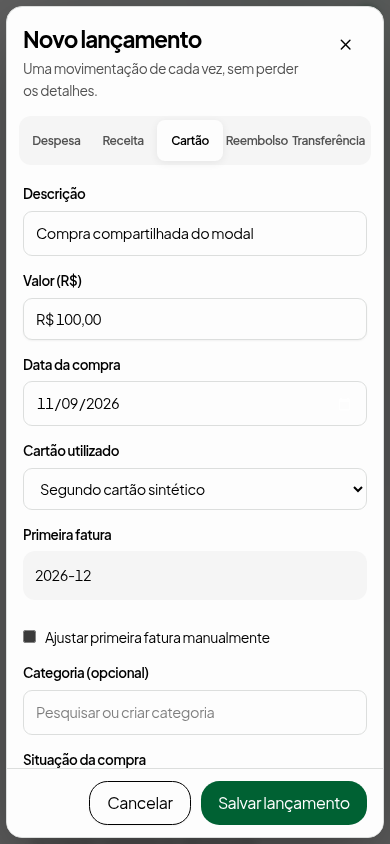 Novo lançamento
Uma movimentação de cada vez, sem perder
os detalhes.
Despesa Receita Cartão Reembolso Transferência
Descrição
Compra compartilhada do modal
Valor (R$)
R$ 100,00
Data da compra
11/09/2026
Cartão utilizado
Segundo cartão sintético
Primeira fatura
2026-12
Ajustar primeira fatura manualmente
Categoria (opcional)
Pesquisar ou criar categoria
Situação da compra
Cancelar Salvar lançamento